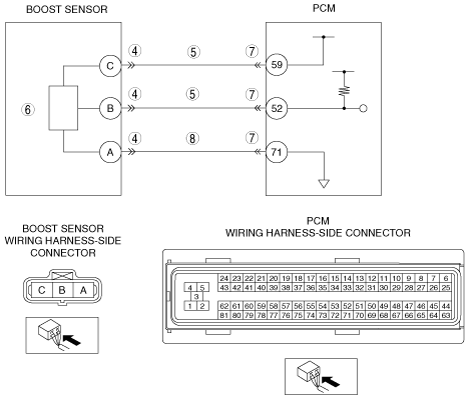 BOOST SENSOR
PCM
C 4 5 7 59
6 B 4 5 7 52
A 4 8 7 71
BOOST SENSOR
WIRING HARNESS-SIDE
CONNECTOR
C B A
PCM
WIRING HARNESS-SIDE CONNECTOR
24 23 22 21 20 19 18 17 16 15 14 13 12 11 10 9 8 7 6
4 5 43 42 41 40 39 38 37 36 35 34 33 32 31 30 29 28 27 26 25
3
1 2 62 61 60 59 58 57 56 55 54 53 52 51 50 49 48 47 46 45 44
81 80 79 78 77 76 75 74 73 72 71 70 69 68 67 66 65 64 63